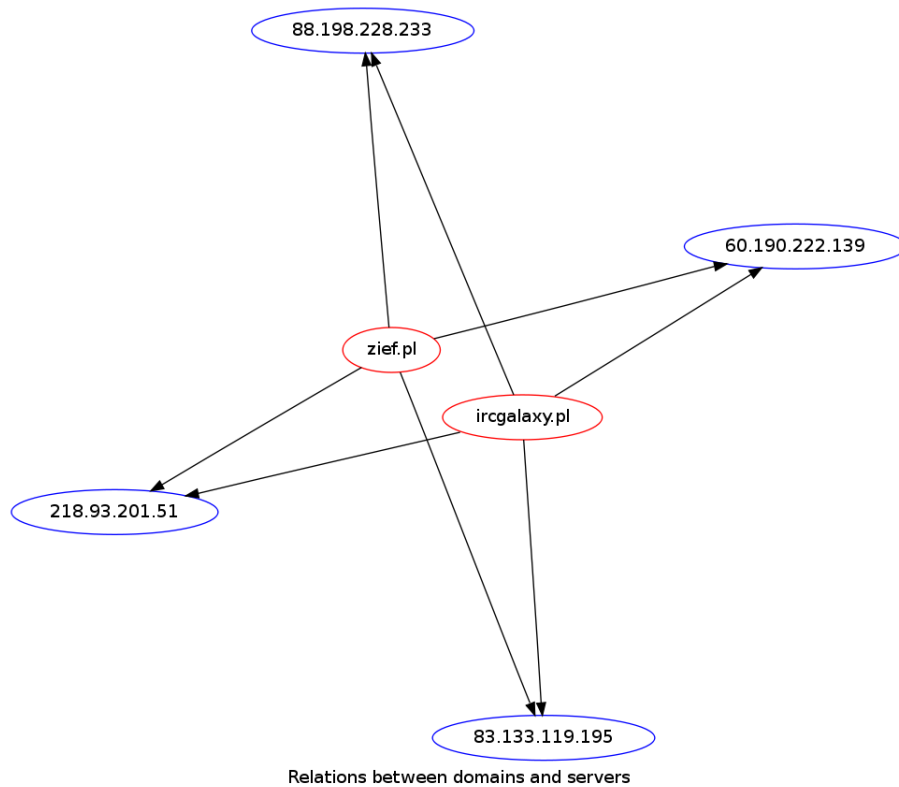 88.198.228.233
60.190.222.139
zief.pl
ircgalaxy.pl
218.93.201.51
83.133.119.195
Relations between domains and servers